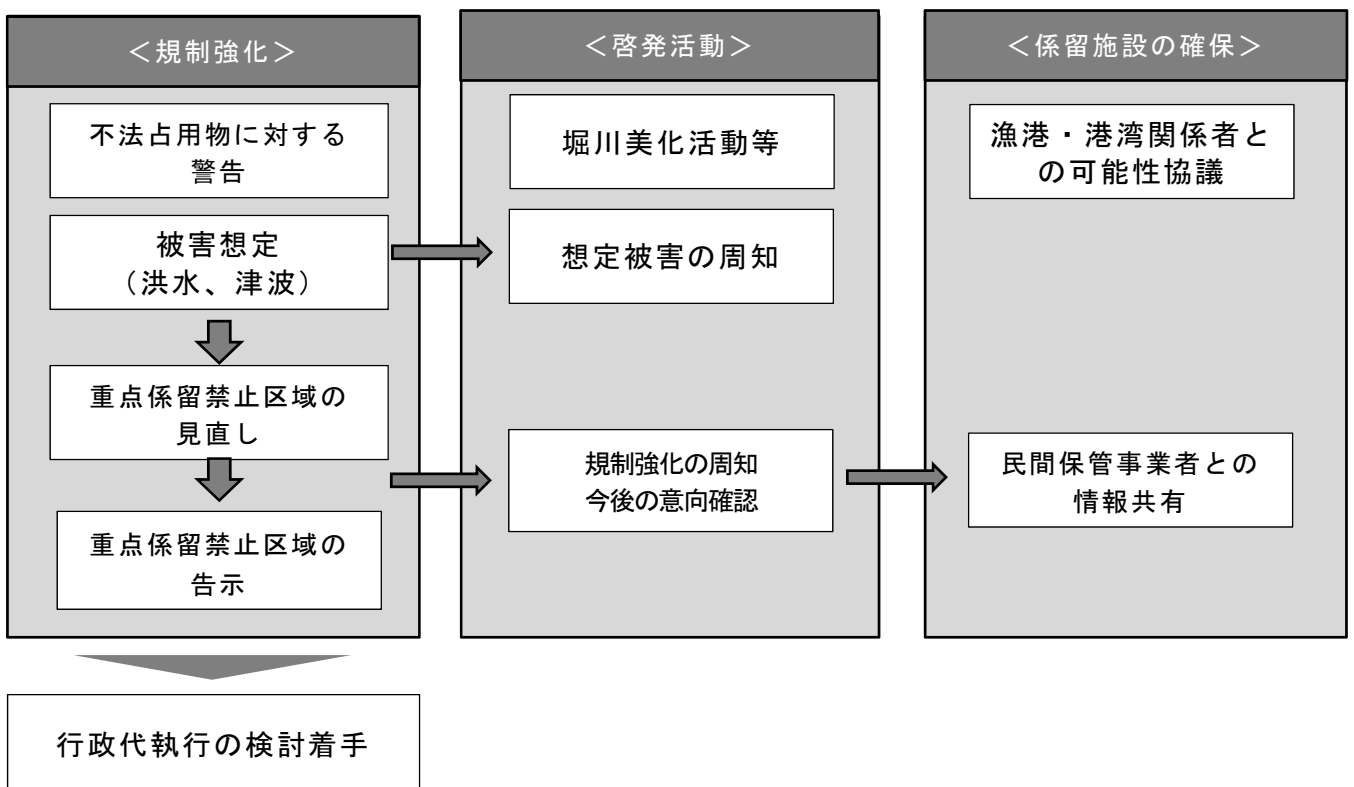 ＜規制強化＞
不法占用物に対する
警告
被害想定
（洪水、津波）
重点係留禁止区域の
見直し
重点係留禁止区域の
告示
行政代執行の検討着手
＜啓発活動＞
堀川美化活動等
想定被害の周知
規制強化の周知
今後の意向確認
＜係留施設の確保＞
漁港・港湾関係者と
の可能性協議
民間保管事業者との
情報共有